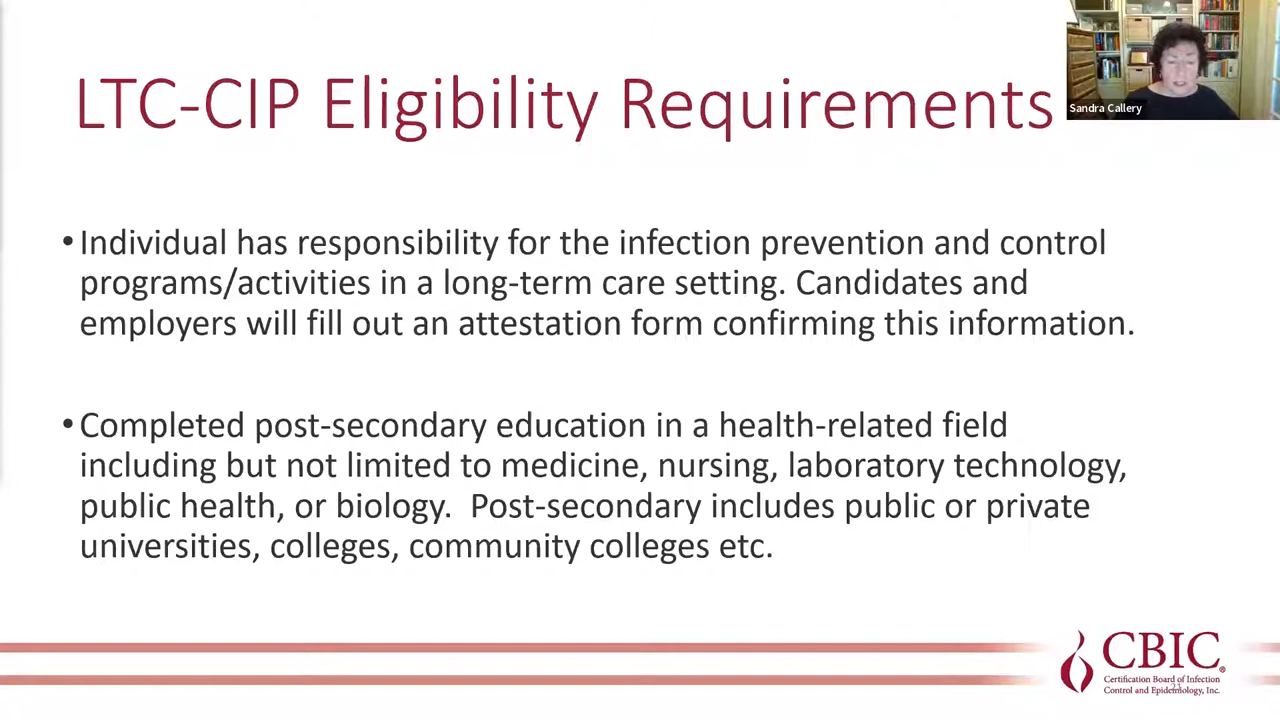 LTC-CIP Eligibility Requirements
Sandra Callery
• Individual has responsibility for the infection prevention and control
programs/activities in a long-term care setting. Candidates and
employers will fill out an attestation form confirming this information.
• Completed post-secondary education in a health-related field
including but not limited to medicine, nursing, laboratory technology,
public health, or biology.  Post-secondary includes public or private
universities, colleges, community colleges etc.
CBIC®
Certification Board of Infection
Control and Epidemiology, Inc.
21